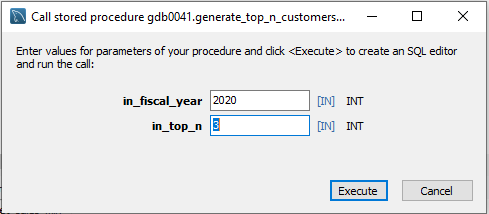 Call stored procedure gdb0041.generate_top_n_customers...
Enter values for parameters of your procedure and click <Execute> to create an SQL editor
and run the call:
in_fiscal_year 2020 [IN] INT
in_top_n 3 [IN] INT
Execute Cancel